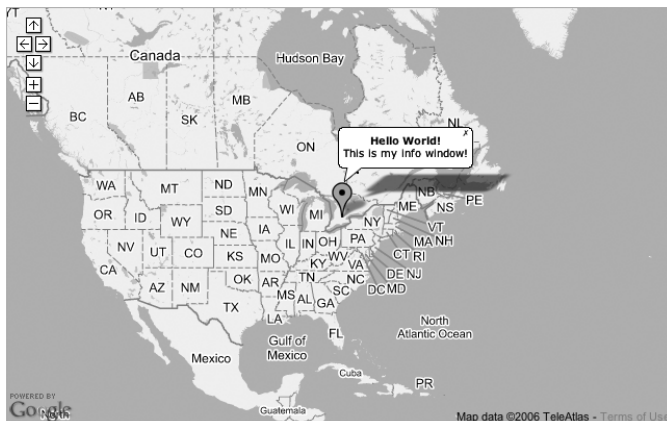 Canada
Hudson Bay
AB
MB
BC
SK
NL
ON
Hello World!
This is my info window!
WA
MT
ND
MN
NB
PE
ME
NS
OR
ID
SD
WI
MI
NY
WY
IA
VT
NH
NV
UT
NE
IL
IN
OH
PA
MA
RI
CO
KS
MO
WV
CT
CA
KY
VA
DE
NJ
AZ
NM
OK
AR
TN
NC
DC
MD
MS
AL
GA
SC
TX
LA
FL
North
Atlantic Ocean
Gulf of
Mexico
Mexico
Cuba
PR
Guatemala
POWERED BY
Google
North
Map data ©2006 TeleAtlas - Terms of Use